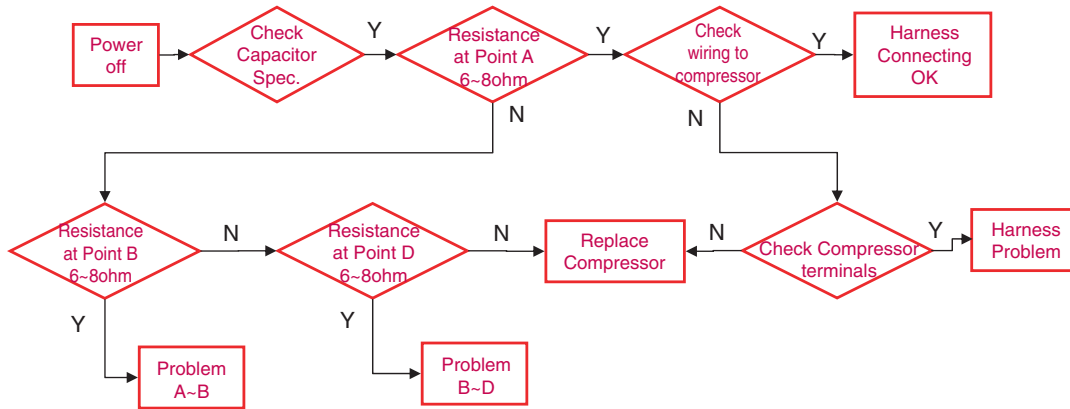 Power
off
Check
Capacitor
Spec.
Y
Resistance
at Point A
6~8ohm
Y
Check
wiring to
compressor
Y
Harness
Connecting
OK
N
N
Resistance
at Point B
6~8ohm
N
Resistance
at Point D
6~8ohm
N
Replace
Compressor
N
Check Compressor
terminals
Y
Harness
Problem
Y
Problem
A~B
Y
Problem
B~D